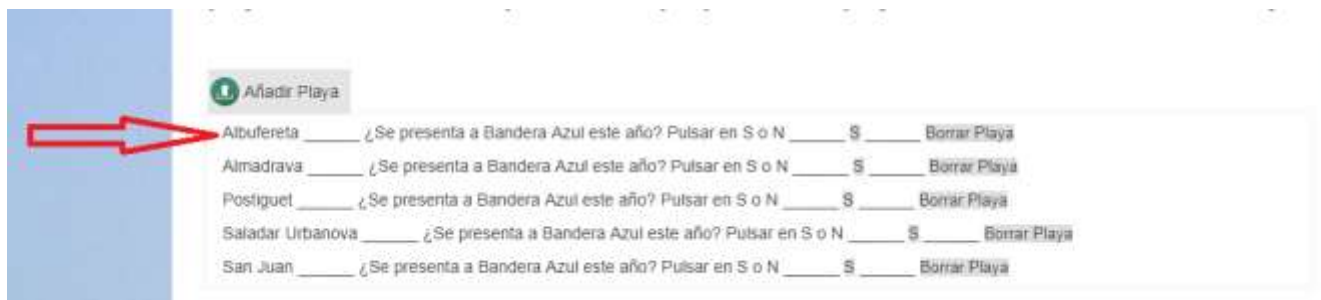 Añadir Playa
Albufereta ______ ¿Se presenta a Bandera Azul este año? Pulsar en S o N ______ S ______ Borrar Playa
Almadrava ______ ¿Se presenta a Bandera Azul este año? Pulsar en S o N ______ S ______ Borrar Playa
Postiguet ______ ¿Se presenta a Bandera Azul este año? Pulsar en S o N ______ S ______ Borrar Playa
Saladar Urbanova ______ ¿Se presenta a Bandera Azul este año? Pulsar en S o N ______ S ______ Borrar Playa
San Juan ______ ¿Se presenta a Bandera Azul este año? Pulsar en S o N ______ S ______ Borrar Playa